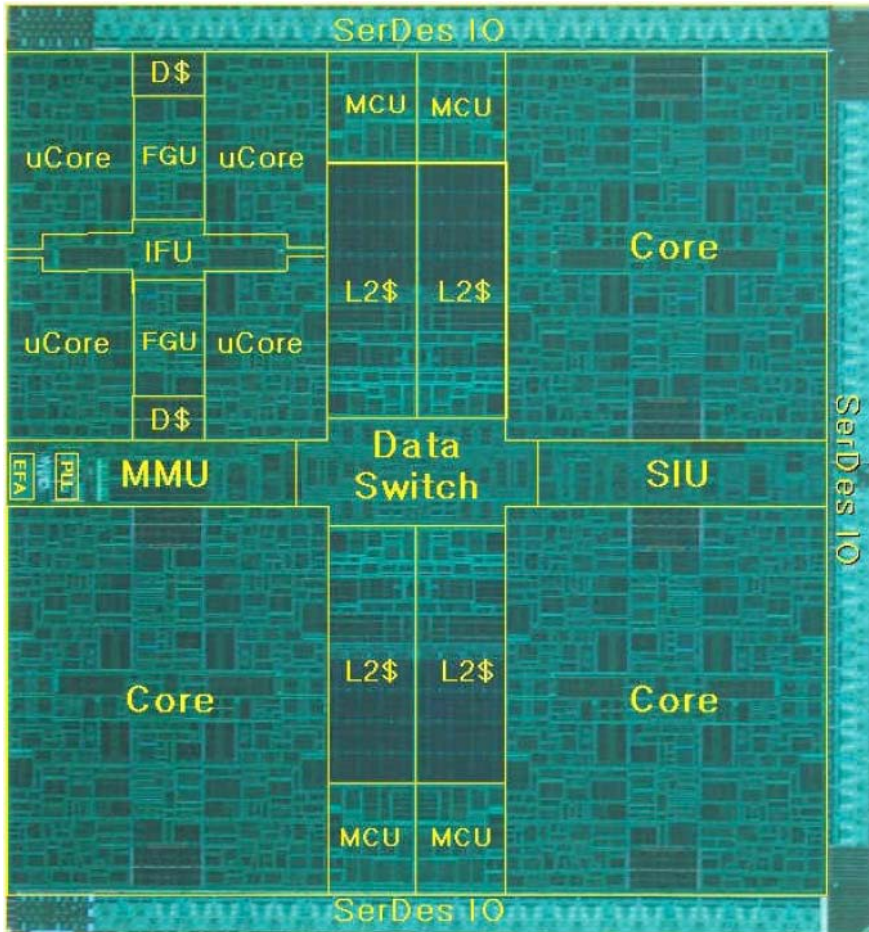 SerDes IO
D$
MCU MCU
uCore FGU uCore
IFU
Core
L2$ L2$
uCore FGU uCore
D$
SerDes IO
Data
Switch
EFA
PLL
MMU
SIU
L2$ L2$
Core
Core
MCU MCU
SerDes IO